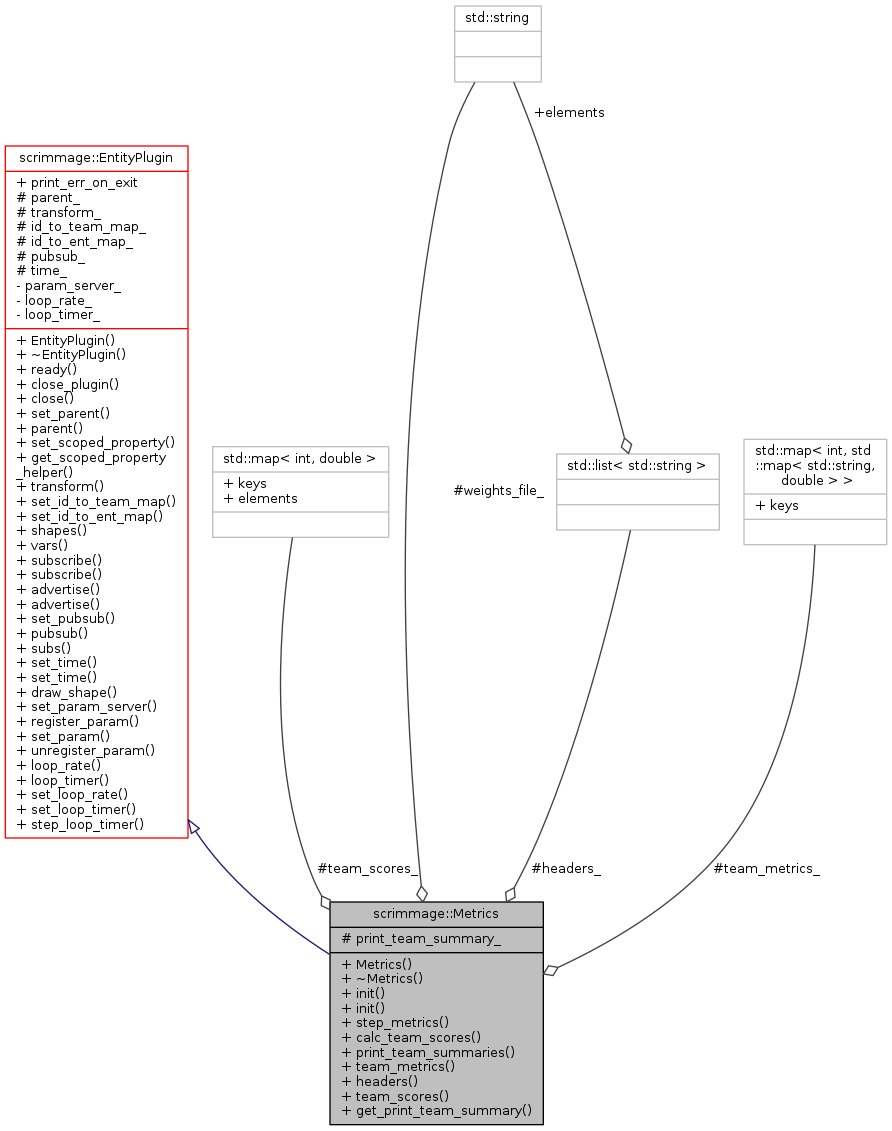 std::string
+elements
scrimmage::EntityPlugin
+ print_err_on_exit
# parent_
# transform_
# id_to_team_map_
# id_to_ent_map_
# pubsub_
# time_
- param_server_
- loop_rate_
- loop_timer_
+ EntityPlugin()
+ ~EntityPlugin()
+ ready()
+ close_plugin()
+ close()
+ set_parent()
+ parent()
+ set_scoped_property()
+ get_scoped_property
_helper()
+ transform()
+ set_id_to_team_map()
+ set_id_to_ent_map()
+ shapes()
+ vars()
+ subscribe()
+ subscribe()
+ advertise()
+ advertise()
+ set_pubsub()
+ pubsub()
+ subs()
+ set_time()
+ set_time()
+ draw_shape()
+ set_param_server()
+ register_param()
+ set_param()
+ unregister_param()
+ loop_rate()
+ loop_timer()
+ set_loop_rate()
+ set_loop_timer()
+ step_loop_timer()
std::map< int, double >
+ keys
+ elements
#weights_file_
std::list< std::string >
std::map< int, std
::map< std::string,
double > >
+ keys
#team_scores_
#headers_
#team_metrics_
scrimmage::Metrics
# print_team_summary_
+ Metrics()
+ ~Metrics()
+ init()
+ init()
+ step_metrics()
+ calc_team_scores()
+ print_team_summaries()
+ team_metrics()
+ headers()
+ team_scores()
+ get_print_team_summary()